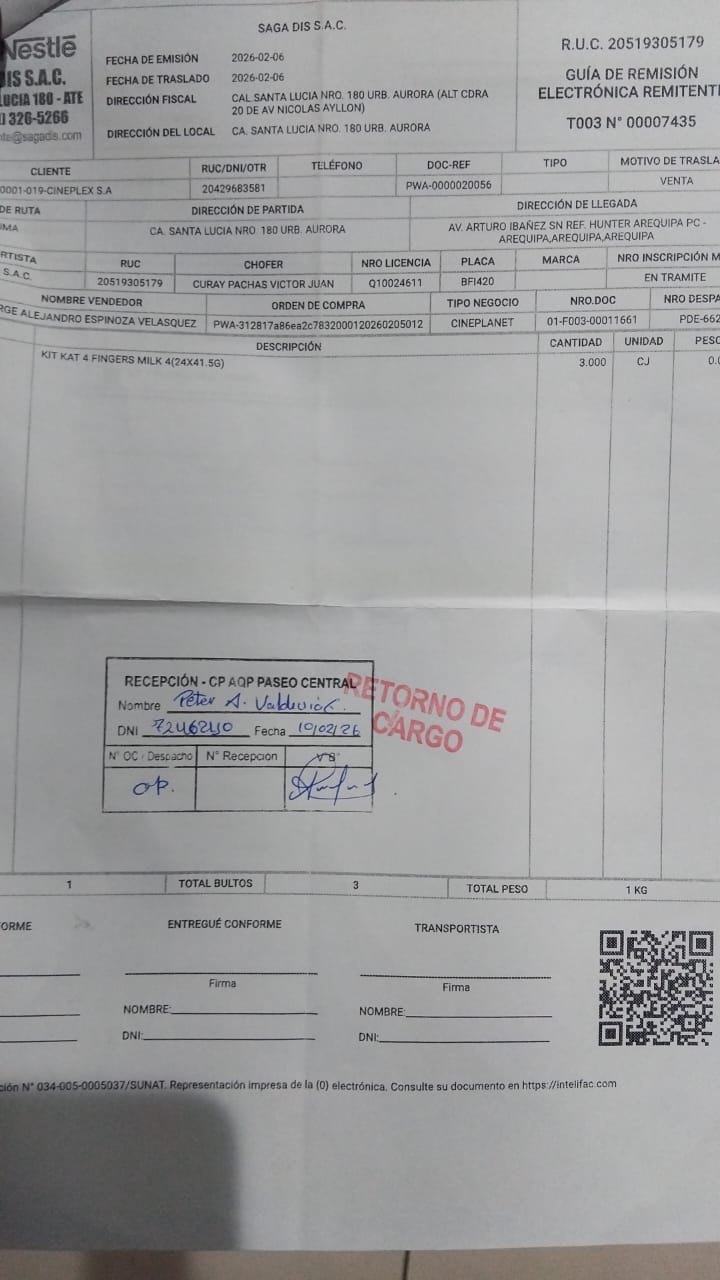 Nestlé
DIS S.A.C.
LUCIA 180 - ATE
) 326-5266
nte@sagadis.com
SAGA DIS S.A.C.
FECHA DE EMISIÓN 2026-02-06
FECHA DE TRASLADO 2026-02-06
DIRECCIÓN FISCAL CAL.SANTA LUCIA NRO. 180 URB. AURORA (ALT CDRA
20 DE AV NICOLAS AYLLON)
DIRECCIÓN DEL LOCAL CA. SANTA LUCIA NRO. 180 URB. AURORA
R.U.C. 20519305179
GUÍA DE REMISIÓN
ELECTRÓNICA REMITENTE
T003 N° 00007435
CLIENTE RUC/DNI/OTR TELÉFONO DOC-REF TIPO MOTIVO DE TRASLA
0001-019-CINEPLEX S.A 20429683581 PWA-0000020056 VENTA
DE RUTA DIRECCIÓN DE PARTIDA DIRECCIÓN DE LLEGADA
IMA CA. SANTA LUCIA NRO. 180 URB. AURORA AV. ARTURO IBAÑEZ SN REF. HUNTER AREQUIPA PC -
AREQUIPA,AREQUIPA,AREQUIPA
RTISTA RUC CHOFER NRO LICENCIA PLACA MARCA NRO INSCRIPCIÓN M
S.A.C. 20519305179 CURAY PACHAS VICTOR JUAN Q10024611 BFI420 EN TRAMITE
NOMBRE VENDEDOR ORDEN DE COMPRA TIPO NEGOCIO NRO.DOC NRO DESPA
RGE ALEJANDRO ESPINOZA VELASQUEZ PWA-312817a86ea2c7832000120260205012 CINEPLANET 01-F003-00011661 PDE-662
DESCRIPCIÓN CANTIDAD UNIDAD PESO
KIT KAT 4 FINGERS MILK 4(24X41.5G) 3.000 CJ 0.0
RECEPCIÓN - CP AQP PASEO CENTRAL
Nombre Peter A.
DNI 72462410 Fecha 10/02/26
N° OC / Despacho N° Recepción V°B°
OP.
RETORNO DE
CARGO
1 TOTAL BULTOS 3 TOTAL PESO 1 KG
ORME ENTREGUÉ CONFORME TRANSPORTISTA
Firma Firma
NOMBRE: NOMBRE:
DNI: DNI:
ción N° 034-005-0005037/SUNAT. Representación impresa de la (0) electrónica. Consulte su documento en https://intelifac.com